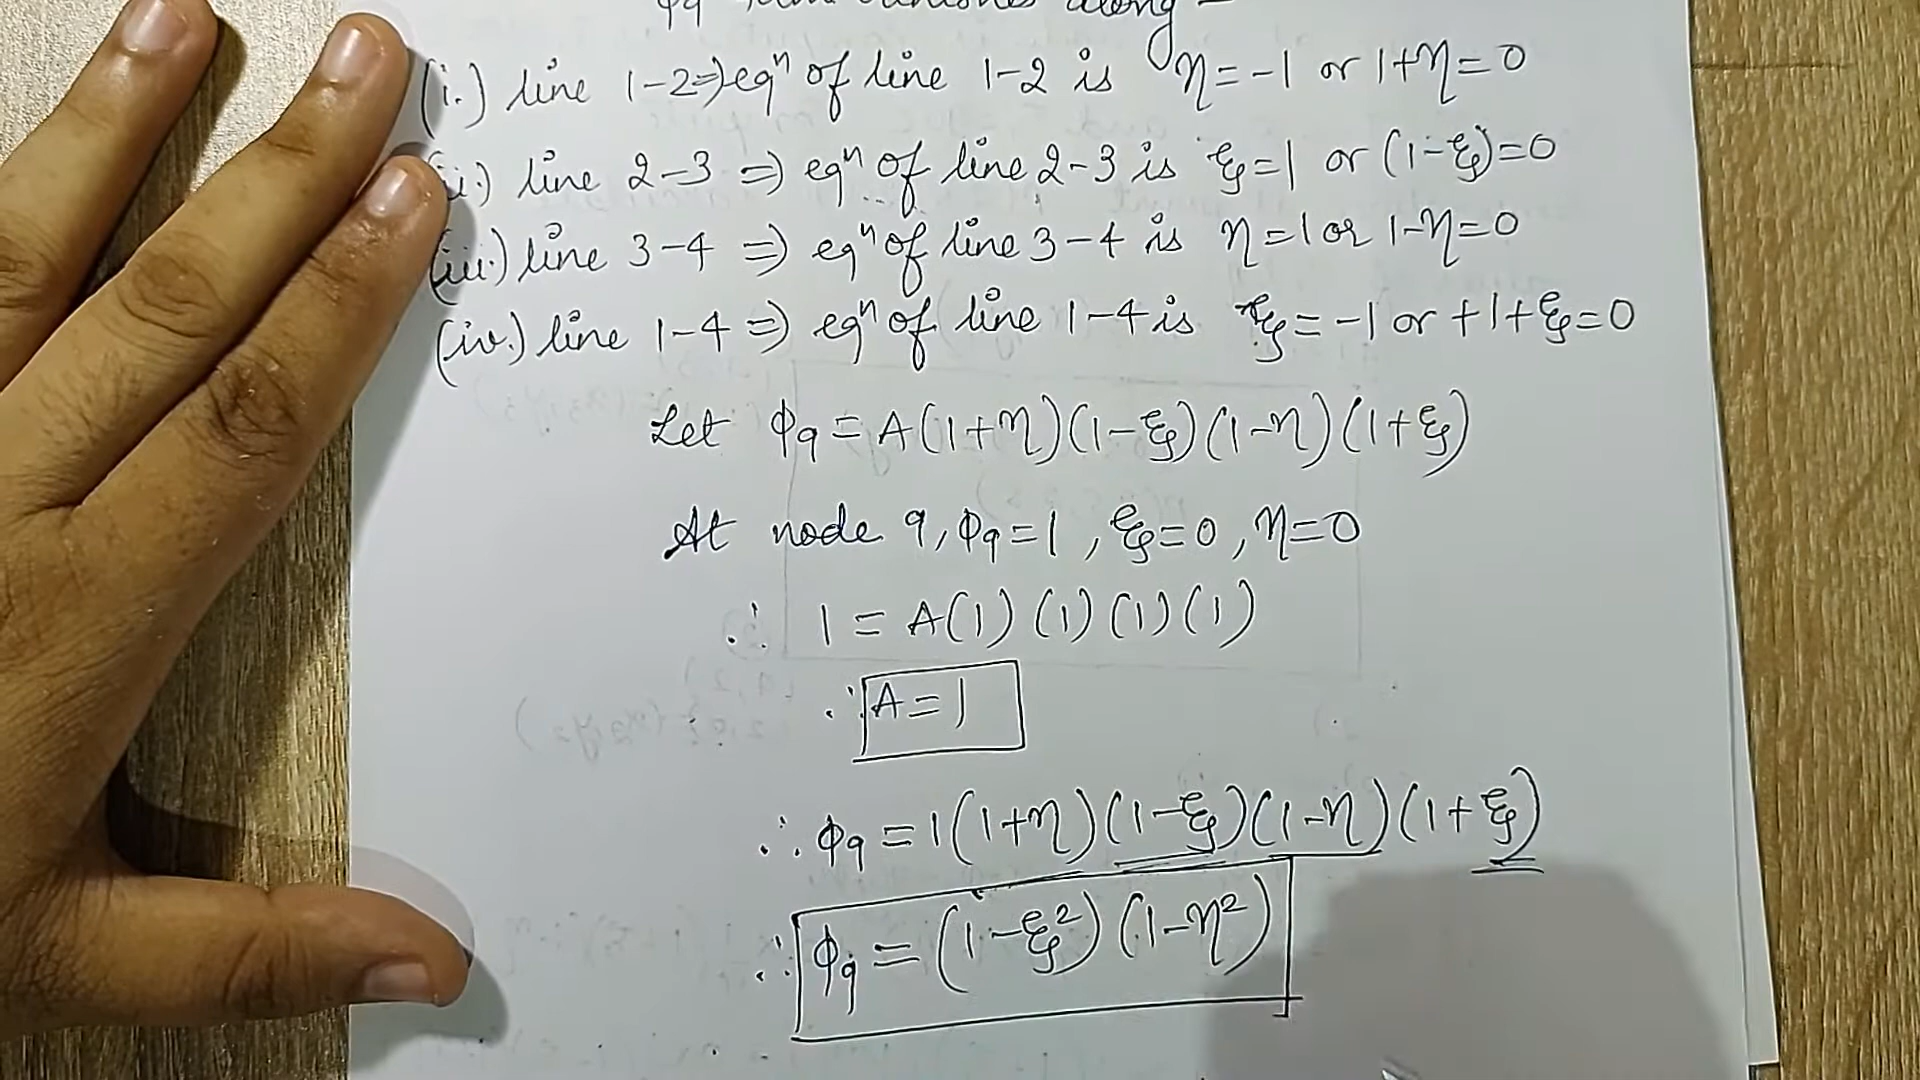 along -
(i.) line 1-2 ⇒ eqⁿ of line 1-2 is η = -1 or 1+η = 0
(ii.) line 2-3 ⇒ eqⁿ of line 2-3 is ξ = 1 or (1-ξ) = 0
(iii.) line 3-4 ⇒ eqⁿ of line 3-4 is η = 1 or 1-η = 0
(iv.) line 1-4 ⇒ eqⁿ of line 1-4 is ξ = -1 or +1+ξ = 0
Let ϕ9 = A(1+η)(1-ξ)(1-η)(1+ξ)
At node 9, ϕ9 = 1, ξ = 0, η = 0
∴ 1 = A(1)(1)(1)(1)
∴ A = 1
∴ ϕ9 = 1(1+η)(1-ξ)(1-η)(1+ξ)
∴ ϕ9 = (1-ξ²)(1-η²)